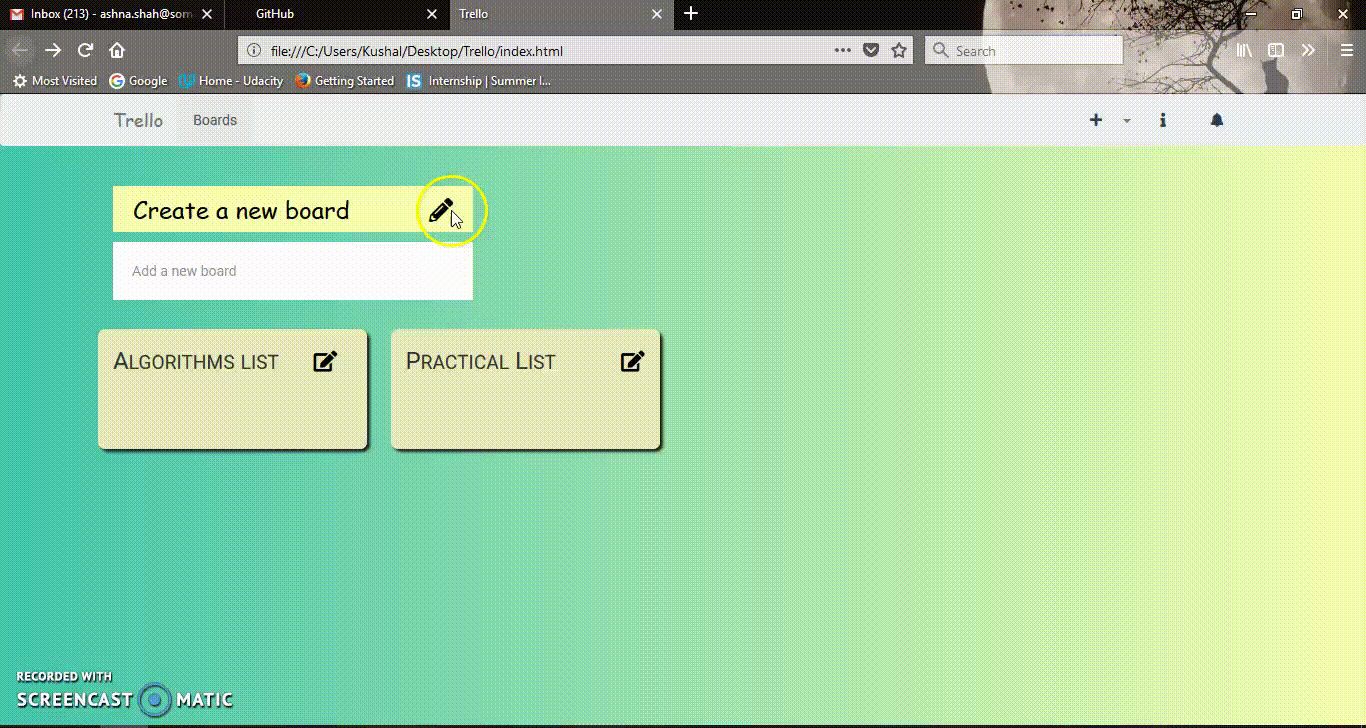 Inbox (213) - ashna.shah@som
GitHub
Trello
file:///C:/Users/Kushal/Desktop/Trello/index.html
Search
Most Visited
Google
Home - Udacity
Getting Started
IS
Internship | Summer I...
Trello
Boards
Create a new board
Add a new board
Algorithms list
Practical List
RECORDED WITH
SCREENCAST MATIC